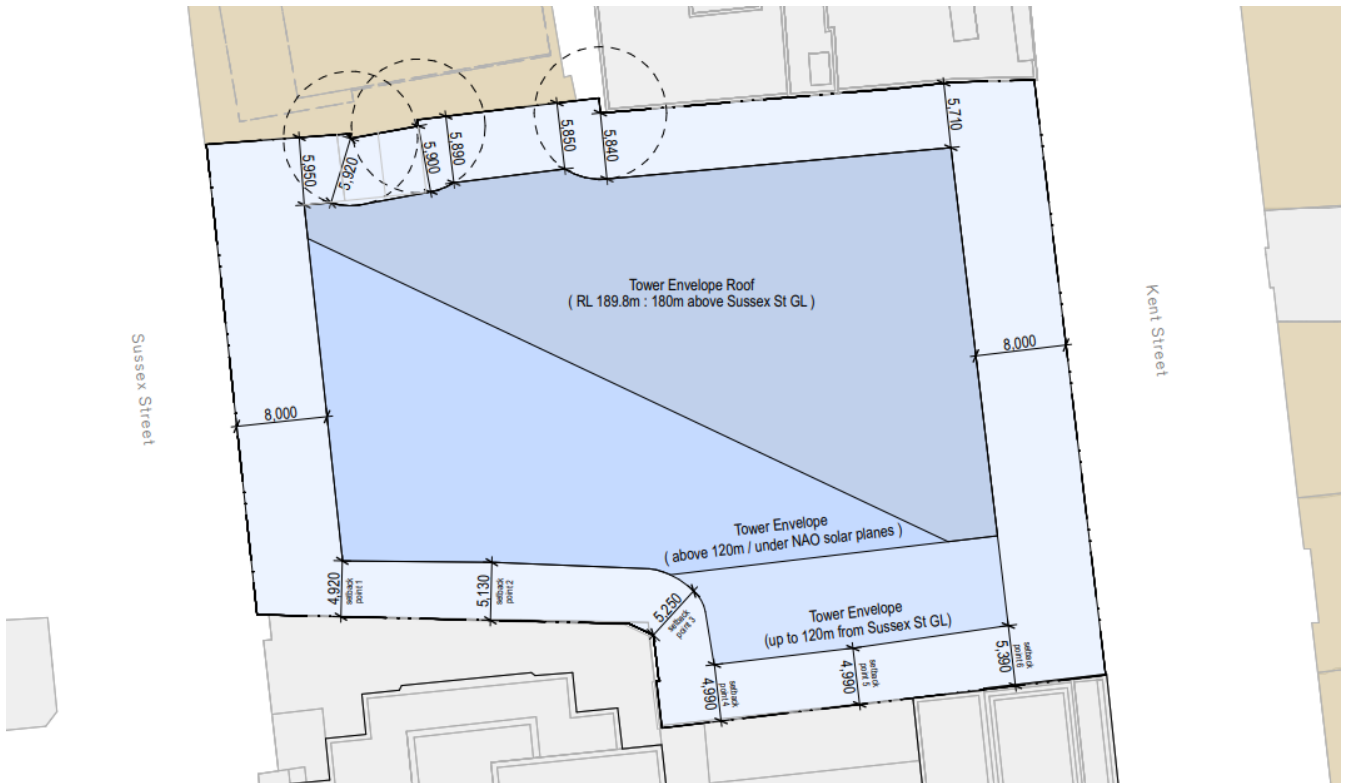 5,950
5,920
5,900
5,890
5,850
5,840
5,710
Tower Envelope Roof
( RL 189.8m : 180m above Sussex St GL )
Sussex Street
Kent Street
8,000
8,000
Tower Envelope
( above 120m / under NAO solar planes )
4,920
setback
point 1
5,130
setback
point 2
5,250
setback
point 3
Tower Envelope
(up to 120m from Sussex St GL)
4,990
setback
point 4
4,990
setback
point 5
5,390
setback
point 6